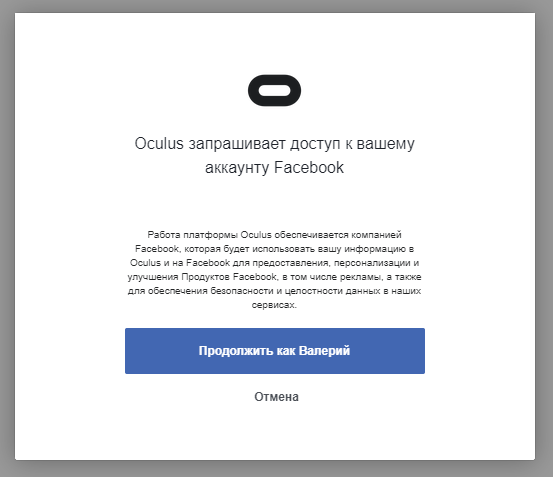 Oculus запрашивает доступ к вашему
аккаунту Facebook
Работа платформы Oculus обеспечивается компанией
Facebook, которая будет использовать вашу информацию в
Oculus и на Facebook для предоставления, персонализации и
улучшения Продуктов Facebook, в том числе рекламы, а также
для обеспечения безопасности и целостности данных в наших
сервисах.
Продолжить как Валерий
Отмена